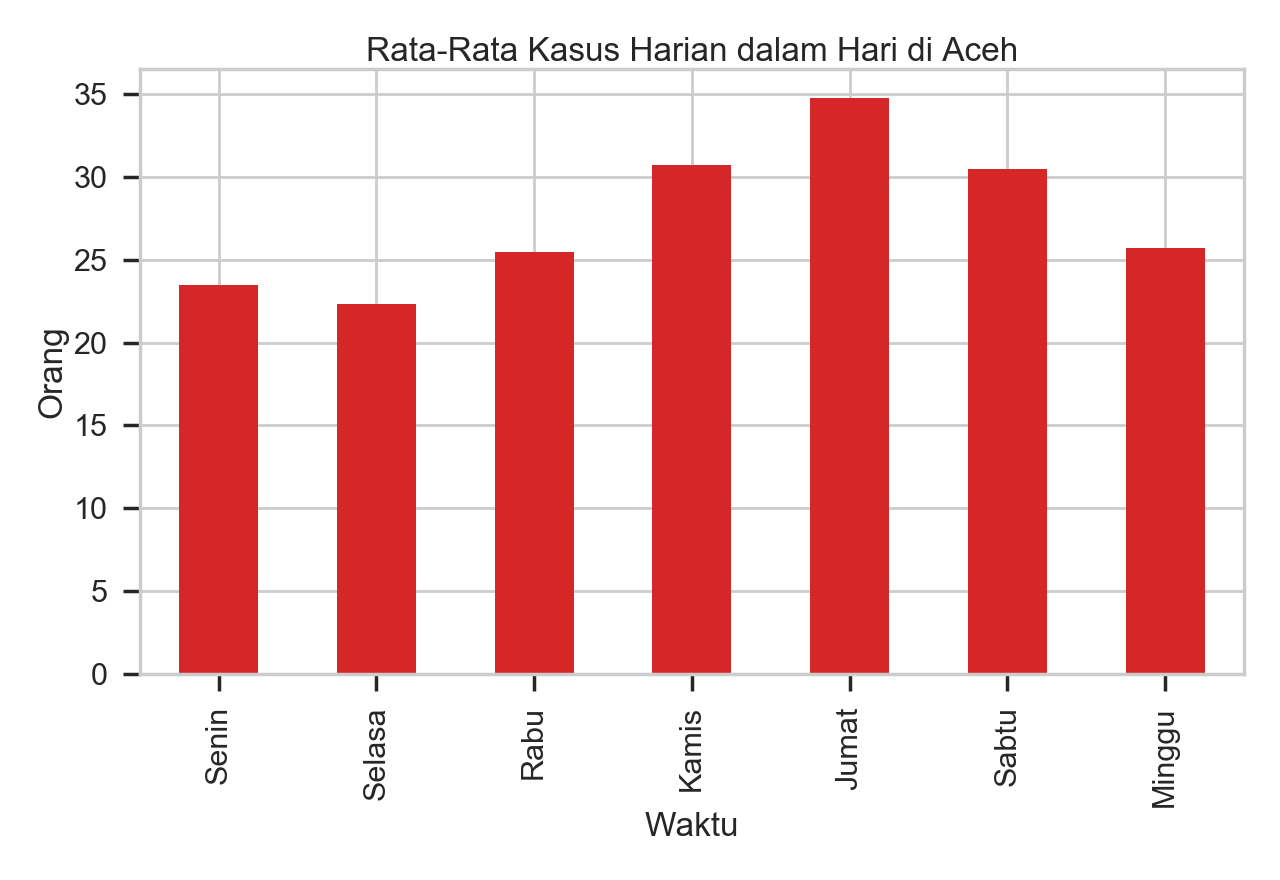 Rata-Rata Kasus Harian dalam Hari di Aceh
35
30
25
20
15
10
5
0
Orang
Senin
Selasa
Rabu
Kamis
Jumat
Sabtu
Minggu
Waktu